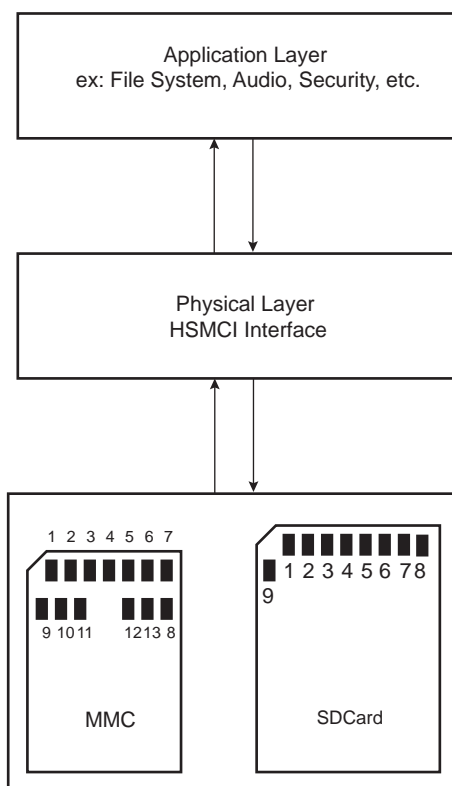 Application Layer
ex: File System, Audio, Security, etc.
Physical Layer
HSMCI Interface
1 2 3 4 5 6 7
9 10 11 12 13 8
MMC
1 2 3 4 5 6 7 8
9
SDCard